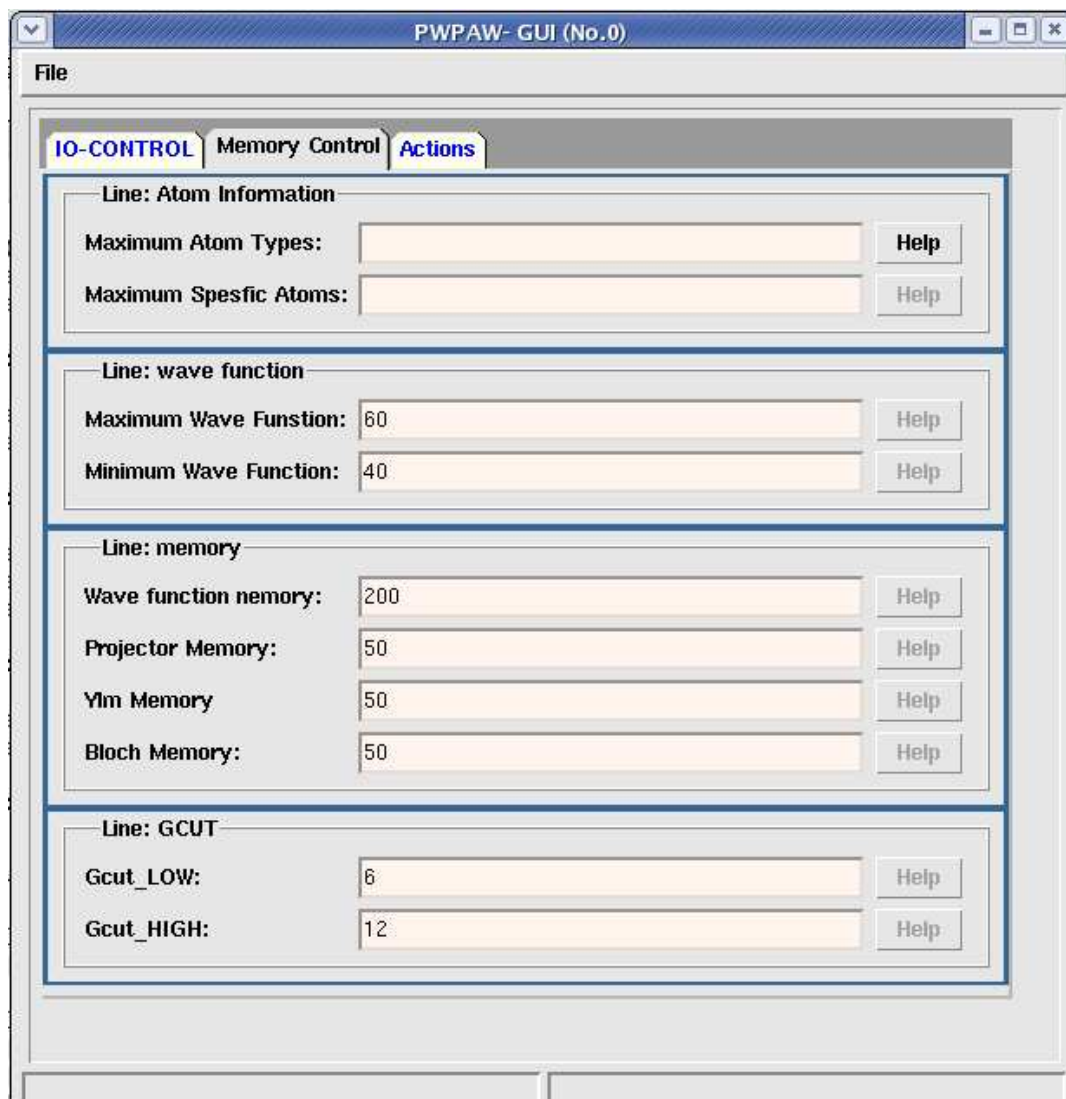 PWPAW- GUI (No.0)
File
IO-CONTROL Memory Control Actions
Line: Atom Information
Maximum Atom Types: Help
Maximum Spesfic Atoms: Help
Line: wave function
Maximum Wave Funstion: 60 Help
Minimum Wave Function: 40 Help
Line: memory
Wave function nemory: 200 Help
Projector Memory: 50 Help
Ylm Memory 50 Help
Bloch Memory: 50 Help
Line: GCUT
Gcut_LOW: 6 Help
Gcut_HIGH: 12 Help